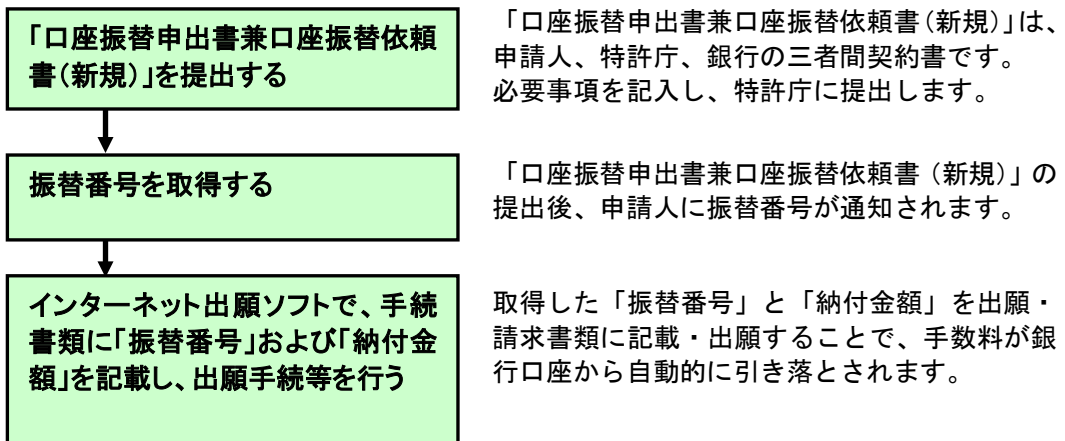 「口座振替申出書兼口座振替依頼
書(新規)」を提出する
「口座振替申出書兼口座振替依頼書(新規)」は、
申請人、特許庁、銀行の三者間契約書です。
必要事項を記入し、特許庁に提出します。
振替番号を取得する
「口座振替申出書兼口座振替依頼書(新規)」の
提出後、申請人に振替番号が通知されます。
インターネット出願ソフトで、手続
書類に「振替番号」および「納付金
額」を記載し、出願手続等を行う
取得した「振替番号」と「納付金額」を出願・
請求書類に記載・出願することで、手数料が銀
行口座から自動的に引き落とされます。